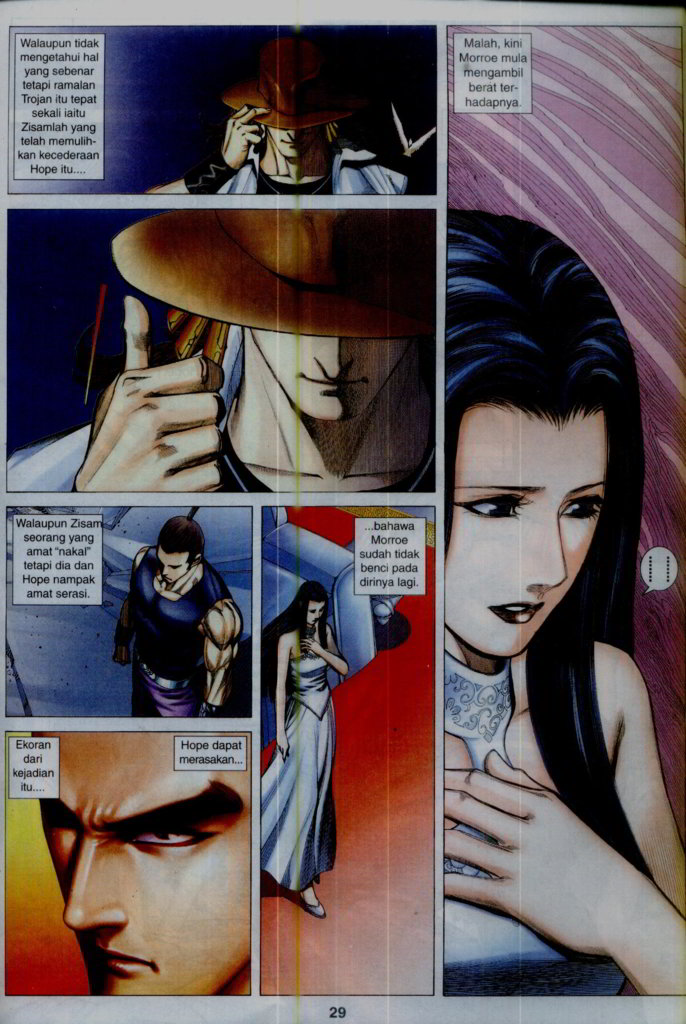 Walaupun tidak
mengetahui hal
yang sebenar
tetapi ramalan
Trojan itu tepat
sekali iaitu
Zisamlah yang
telah memulih-
kan kecederaan
Hope itu....
Walaupun Zisam
seorang yang
amat "nakal"
tetapi dia dan
Hope nampak
amat serasi.
Ekoran
dari
kejadian
itu....
Hope dapat
merasakan...
...bahawa
Morroe
sudah tidak
benci pada
dirinya lagi.
Malah, kini
Morroe mula
mengambil
berat ter-
hadapnya.
29